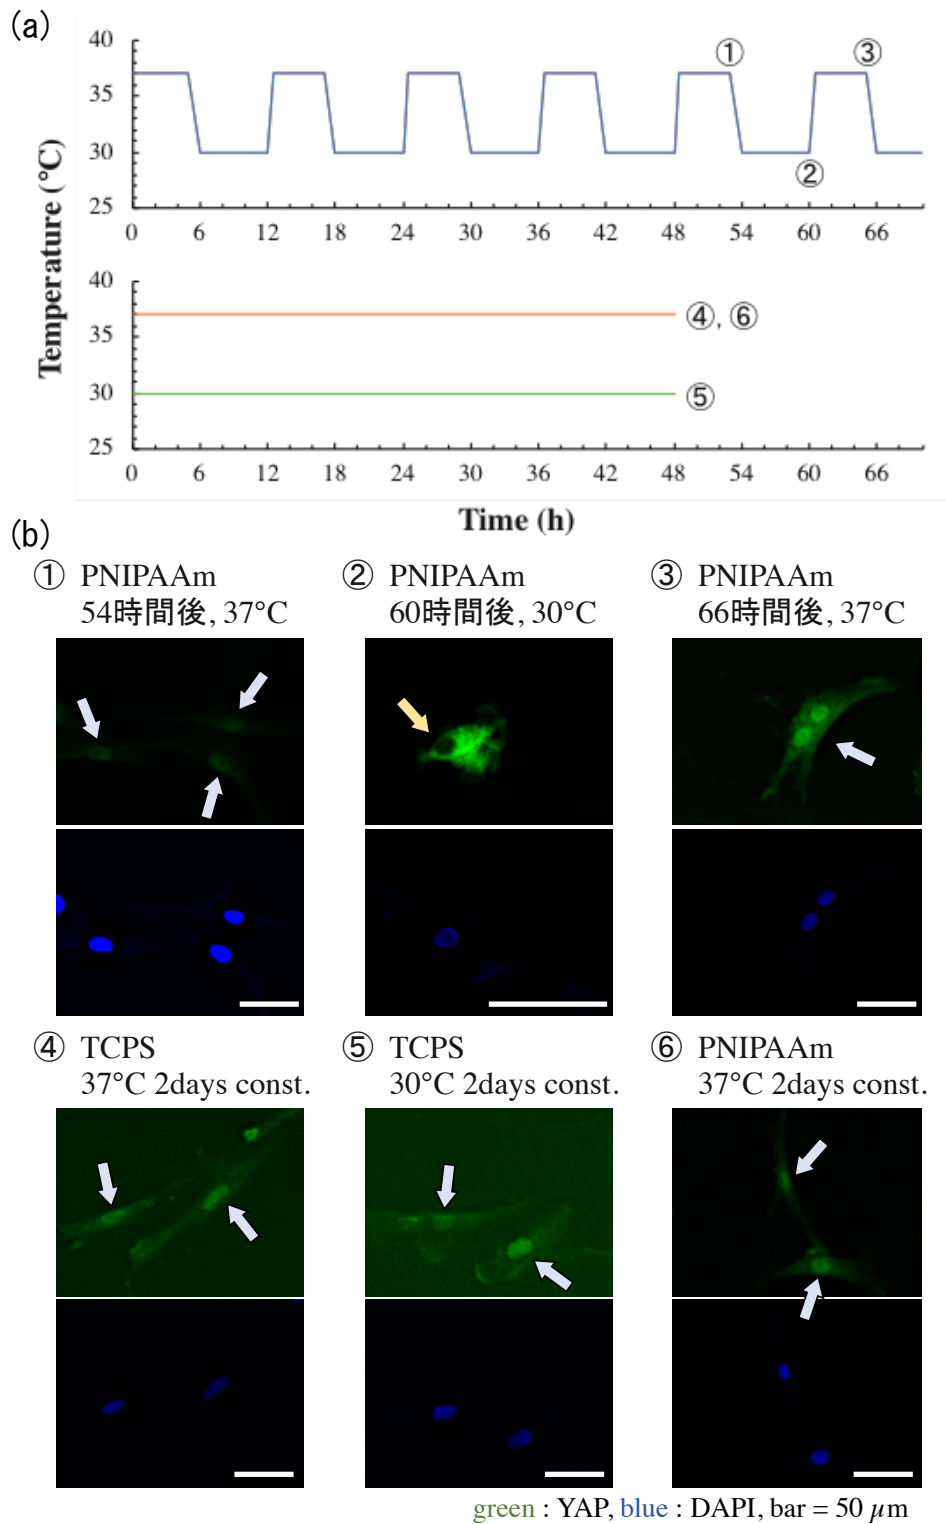 (a)
40
35
30
25
① ③
②
0 6 12 18 24 30 36 42 48 54 60 66
Temperature (℃)
40
35
30
25
④, ⑥
⑤
0 6 12 18 24 30 36 42 48 54 60 66
Time (h)
(b)
① PNIPAAm
54時間後, 37°C
② PNIPAAm
60時間後, 30°C
③ PNIPAAm
66時間後, 37°C
④ TCPS
37°C 2days const.
⑤ TCPS
30°C 2days const.
⑥ PNIPAAm
37°C 2days const.
green : YAP, blue : DAPI, bar = 50 μm